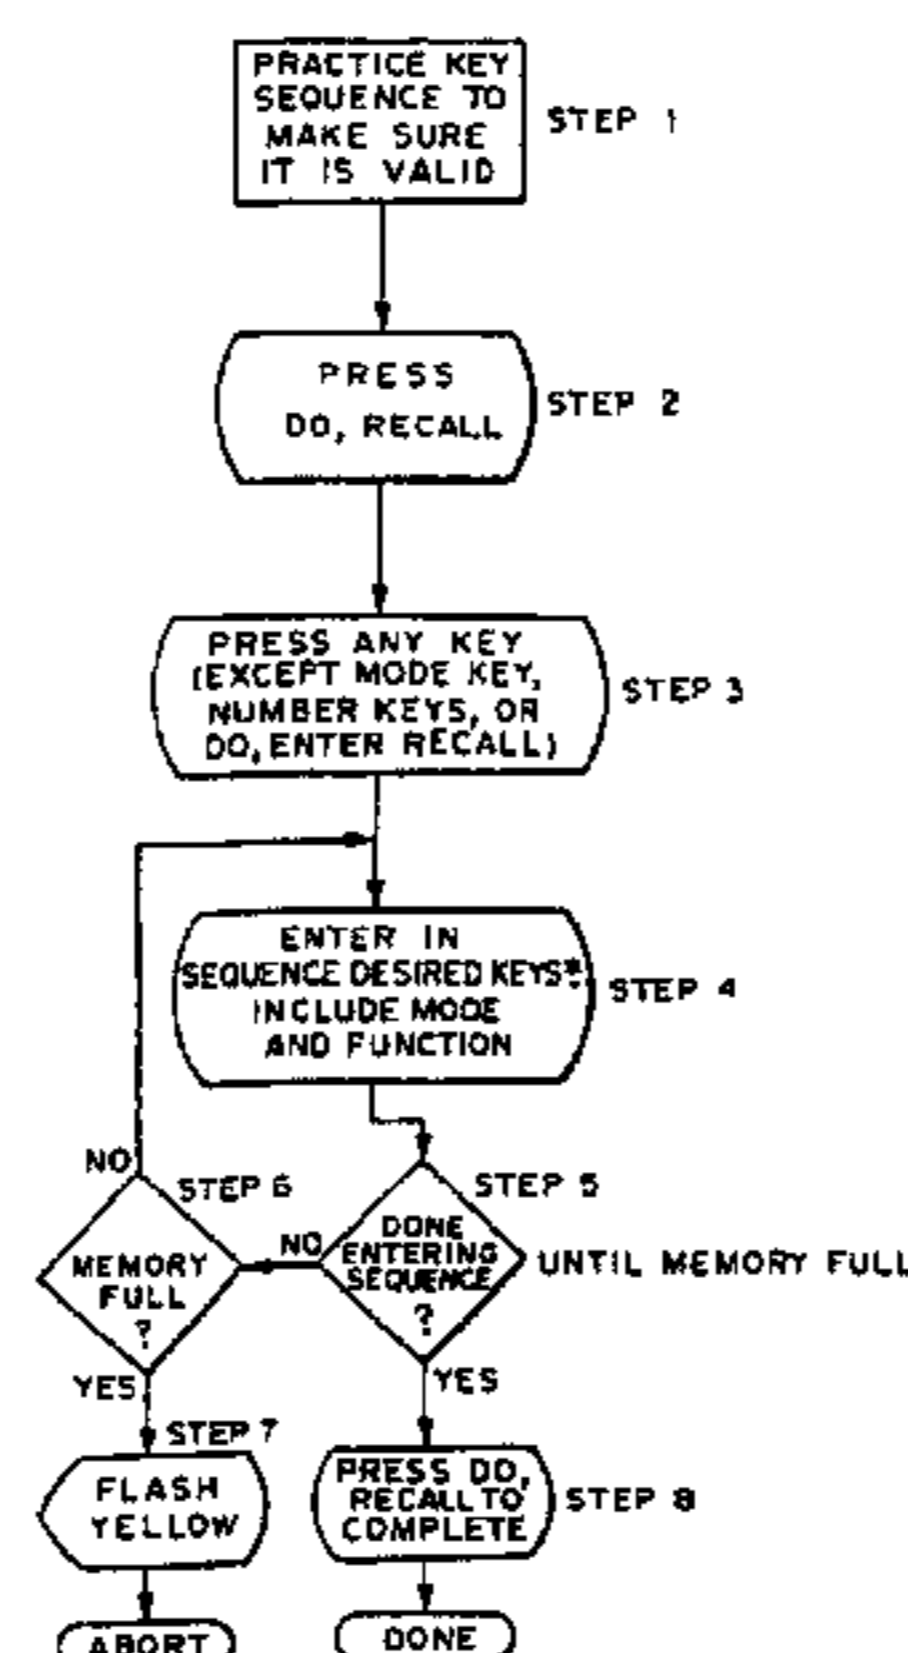 PRACTICE KEY
SEQUENCE TO
MAKE SURE
IT IS VALID
STEP 1
PRESS
DO, RECALL
STEP 2
PRESS ANY KEY
(EXCEPT MODE KEY,
NUMBER KEYS, OR
DO, ENTER RECALL)
STEP 3
ENTER IN
SEQUENCE DESIRED KEYS*
INCLUDE MODE
AND FUNCTION
STEP 4
NO
STEP 6
MEMORY
FULL
?
NO
STEP 5
DONE
ENTERING
SEQUENCE
?
UNTIL MEMORY FULL
YES
STEP 7
FLASH
YELLOW
ABORT
YES
PRESS DO,
RECALL TO
COMPLETE
STEP 8
DONE